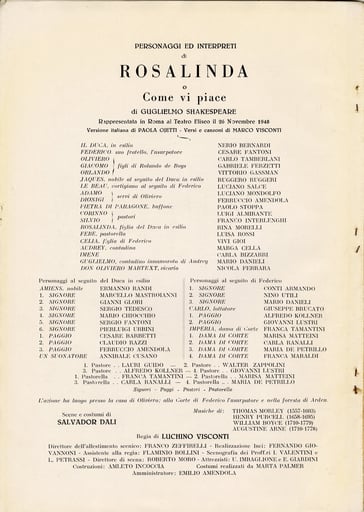 PERSONAGGI ED INTERPRETI
di
ROSALINDA
o
Come vi piace
di GUGLIELMO SHAKESPEARE
Rappresentata in Roma al Teatro Eliseo il 26 Novembre 1948
Versione italiana di PAOLA OJETTI - Versi e canzoni di MARCO VISCONTI
IL DUCA, in esilio NERIO BERNARDI
FEDERICO suo fratello, l'usurpatore CESARE FANTONI
OLIVIERO CARLO TAMBERLANI
GIACOMO figli di Rolando de Boys GABRIELE FERZETTI
ORLANDO VITTORIO GASSMAN
JAQUES, nobile al seguito del Duca in esilio RUGGERO RUGGERI
LE BEAU, cortigiano al seguito di Federico LUCIANO SALCE
ADAMO LUCIANO MONDOLFO
DIONIGI servi di Oliviero FERRUCCIO AMENDOLA
PIETRA DI PARAGONE, buffone PAOLO STOPPA
CORINNO LUIGI ALMIRANTE
SILVIO pastori FRANCO INTERLENGHI
ROSALINDA, figlia del Duca in esilio RINA MORELLI
FEBE, pastorella LUISA ROSSI
CELIA, figlia di Federico VIVI GIOI
AUDREY, contadina MARGA CELLA
IMENE CARLA BIZZARRI
GUGLIELMO, contadino innamorato di Audrey MARIO DANIELI
DON OLIVIERO MARTEXT, vicario NICOLA FERRARA
Personaggi al seguito del Duca in esilio
AMIENS, nobile ERMANNO RANDI
1. SIGNORE MARCELLO MASTROIANNI
2. SIGNORE GIANNI GLORI
3. SIGNORE SERGIO TEDESCO
4. SIGNORE MARIO CHIOCCHIO
5. SIGNORE SERGIO FANTONI
6. SIGNORE PIERLUIGI URBINI
1. PAGGIO CESARE BARBETTI
2. PAGGIO CLAUDIO BAZZI
3. PAGGIO FERRUCCIO AMENDOLA
UN SUONATORE ANNIBALE CUSANO
Personaggi al seguito di Federico
1. SIGNORE CONTI ARMANDO
2. SIGNORE NINO UTILI
3. SIGNORE MARIO DANIELI
CARLO, lottatore GIUSEPPE BRUCATO
1. PAGGIO ALFREDO KOLLNER
2. PAGGIO GIOVANNI LUSTRI
IMPERIA, dama di Corte FRANCA TAMANTINI
1. DAMA DI CORTE MARISA MATTEINI
2. DAMA DI CORTE CARLA RANALLI
3. DAMA DI CORTE MARIA DE PETRILLO
4. DAMA DI CORTE FRANCA MARALDI
1 Pastore . . LAURI GUIDO — 2 Pastore . . WALTER ZAPPOLINI
3. Pastore . . ALFREDO KOLLNER — 4 Pastore . . GIOVANNI LUSTRI
1 Pastorella . . FRANCA TAMANTINI — 2 Pastorella . . MARISA MATTEINI
3. Pastorella . . CARLA RANALLI — 4 Pastorella . . MARIA DE PETRILLO
Signori - Paggi - Pastori - Pastorelle
L'azione ha luogo presso la casa di Oliviero; alla Corte di Federico l'usurpatore e nella foresta di Arden.
Scene e costumi di
SALVADOR DALI
Musiche di: THOMAS MORLEY (1557-1603)
HENRY PURCELL (1658-1695)
WILLIAM BOYCE (1710-1779)
AUGUSTINE ARNE (1710-1778)
Regia di LUCHINO VISCONTI
Direttore dell'allestimento scenico: FRANCO ZEFFIRELLI - Realizzazione luci: FERNANDO GIO-
VANNONI - Assistente alla regia: FLAMINIO BOLLINI - Scenografia dei Proff.ri I. VALENTINI e
L. PETRASSI - Direttore di scena: ROBERTO MORO - Attrezzisti: E. IMBRAGLIONE e E. GIARDINI
Costruzioni: AMLETO INCOCCIA Costumi realizzati da MARTA PALMER
Amministratore: EMILIO AMENDOLA